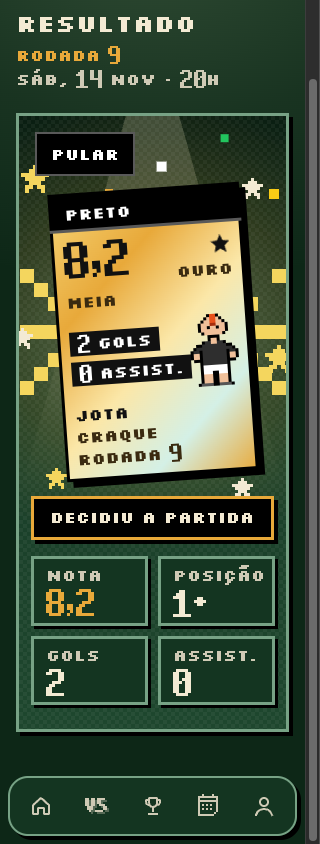 RESULTADO
RODADA 9
SÁB, 14 NOV · 20H
PULAR
PRETO
8,2
OURO
MEIA
2 GOLS
0 ASSIST.
JOTA
CRAQUE
RODADA 9
DECIDIU A PARTIDA
NOTA
8,2
POSIÇÃO
1º
GOLS
2
ASSIST.
0
VS